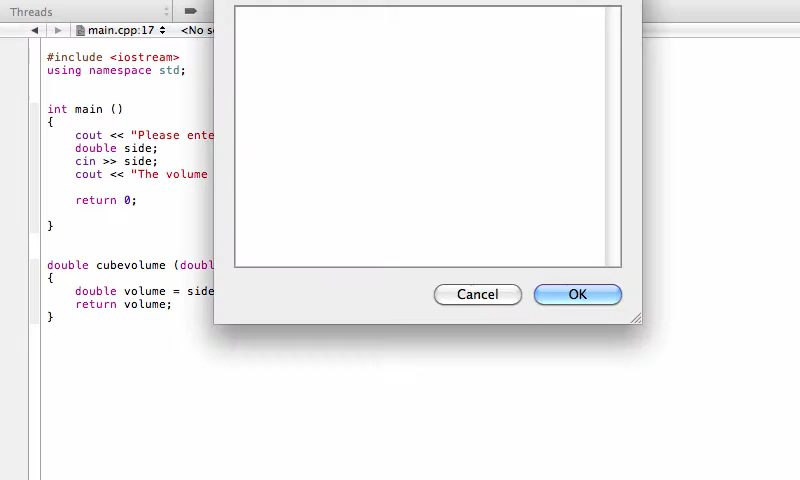 Threads
main.cpp:17 <No s
#include <iostream>
using namespace std;
int main ()
{
cout << "Please ente
double side;
cin >> side;
cout << "The volume
return 0;
}
double cubevolume (doubl
{
double volume = side
return volume;
}
Cancel
OK